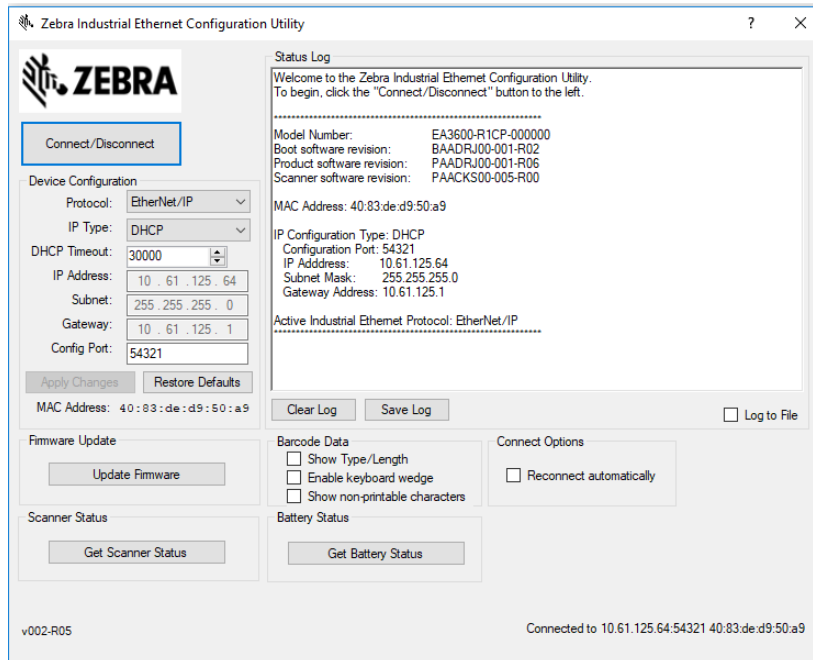 Zebra Industrial Ethernet Configuration Utility
?
ZEBRA
Connect/Disconnect
Device Configuration
Protocol: EtherNet/IP
IP Type: DHCP
DHCP Timeout: 30000
IP Address: 10 . 61 . 125 . 64
Subnet: 255 . 255 . 255 . 0
Gateway: 10 . 61 . 125 . 1
Config Port: 54321
Apply Changes Restore Defaults
MAC Address: 40:83:de:d9:50:a9
Status Log
Welcome to the Zebra Industrial Ethernet Configuration Utility.
To begin, click the "Connect/Disconnect" button to the left.
**************************************************************
Model Number: EA3600-R1CP-000000
Boot software revision: BAADRJ00-001-R02
Product software revision: PAADRJ00-001-R06
Scanner software revision: PAACKS00-005-R00
MAC Address: 40:83:de:d9:50:a9
IP Configuration Type: DHCP
Configuration Port: 54321
IP Adddress: 10.61.125.64
Subnet Mask: 255.255.255.0
Gateway Address: 10.61.125.1
Active Industrial Ethernet Protocol: EtherNet/IP
**************************************************************
Clear Log Save Log Log to File
Firmware Update
Update Firmware
Barcode Data
Show Type/Length
Enable keyboard wedge
Show non-printable characters
Connect Options
Reconnect automatically
Scanner Status
Get Scanner Status
Battery Status
Get Battery Status
v002-R05
Connected to 10.61.125.64:54321 40:83:de:d9:50:a9